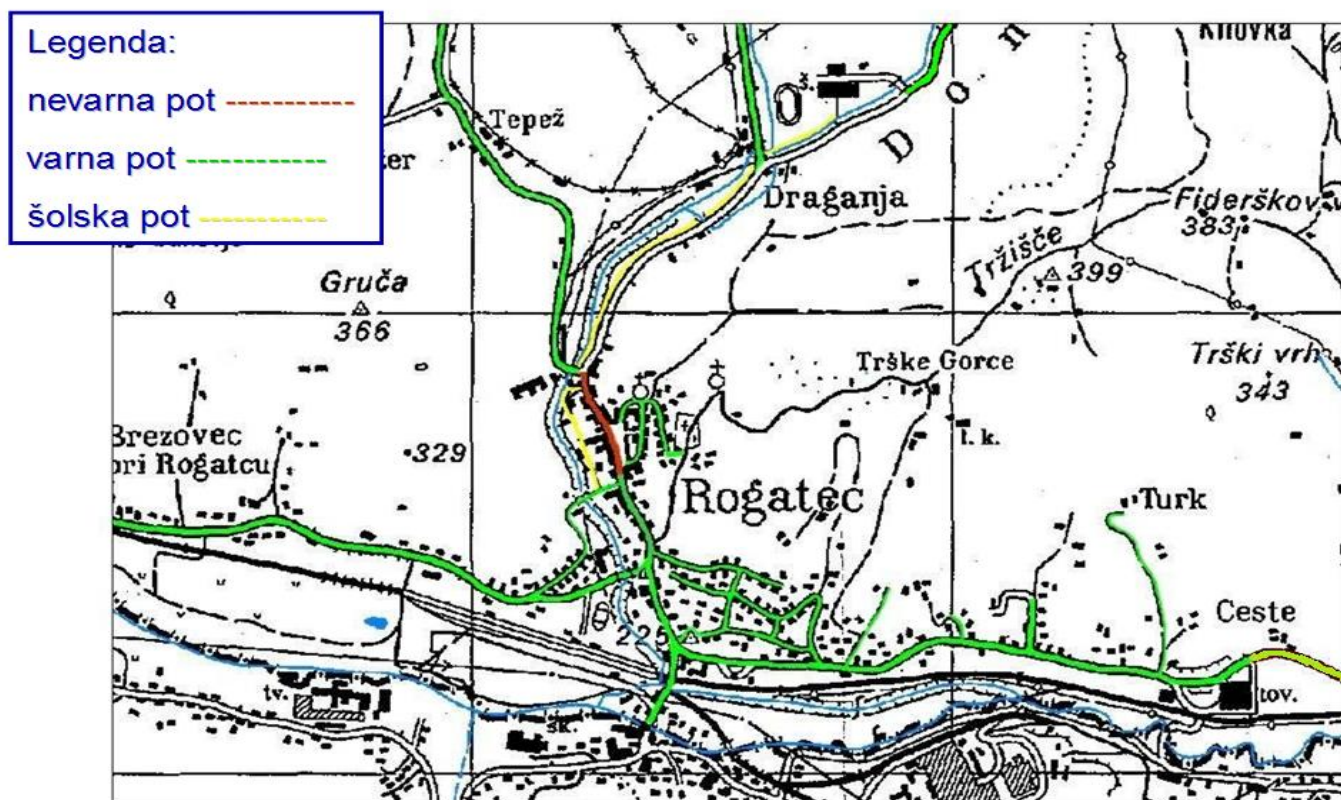 Legenda:
nevarna pot -----------
varna pot ------------
šolska pot -----------
Tepež
š.
D
o
n
Draganja
Fiderškov
383
Tržišče
399
Gruča
366
Trške Gorce
Trški vrh
343
Brezovec
pri Rogatcu
329
l. k.
Rogatec
Turk
Ceste
22
tv.
šk.
tov.